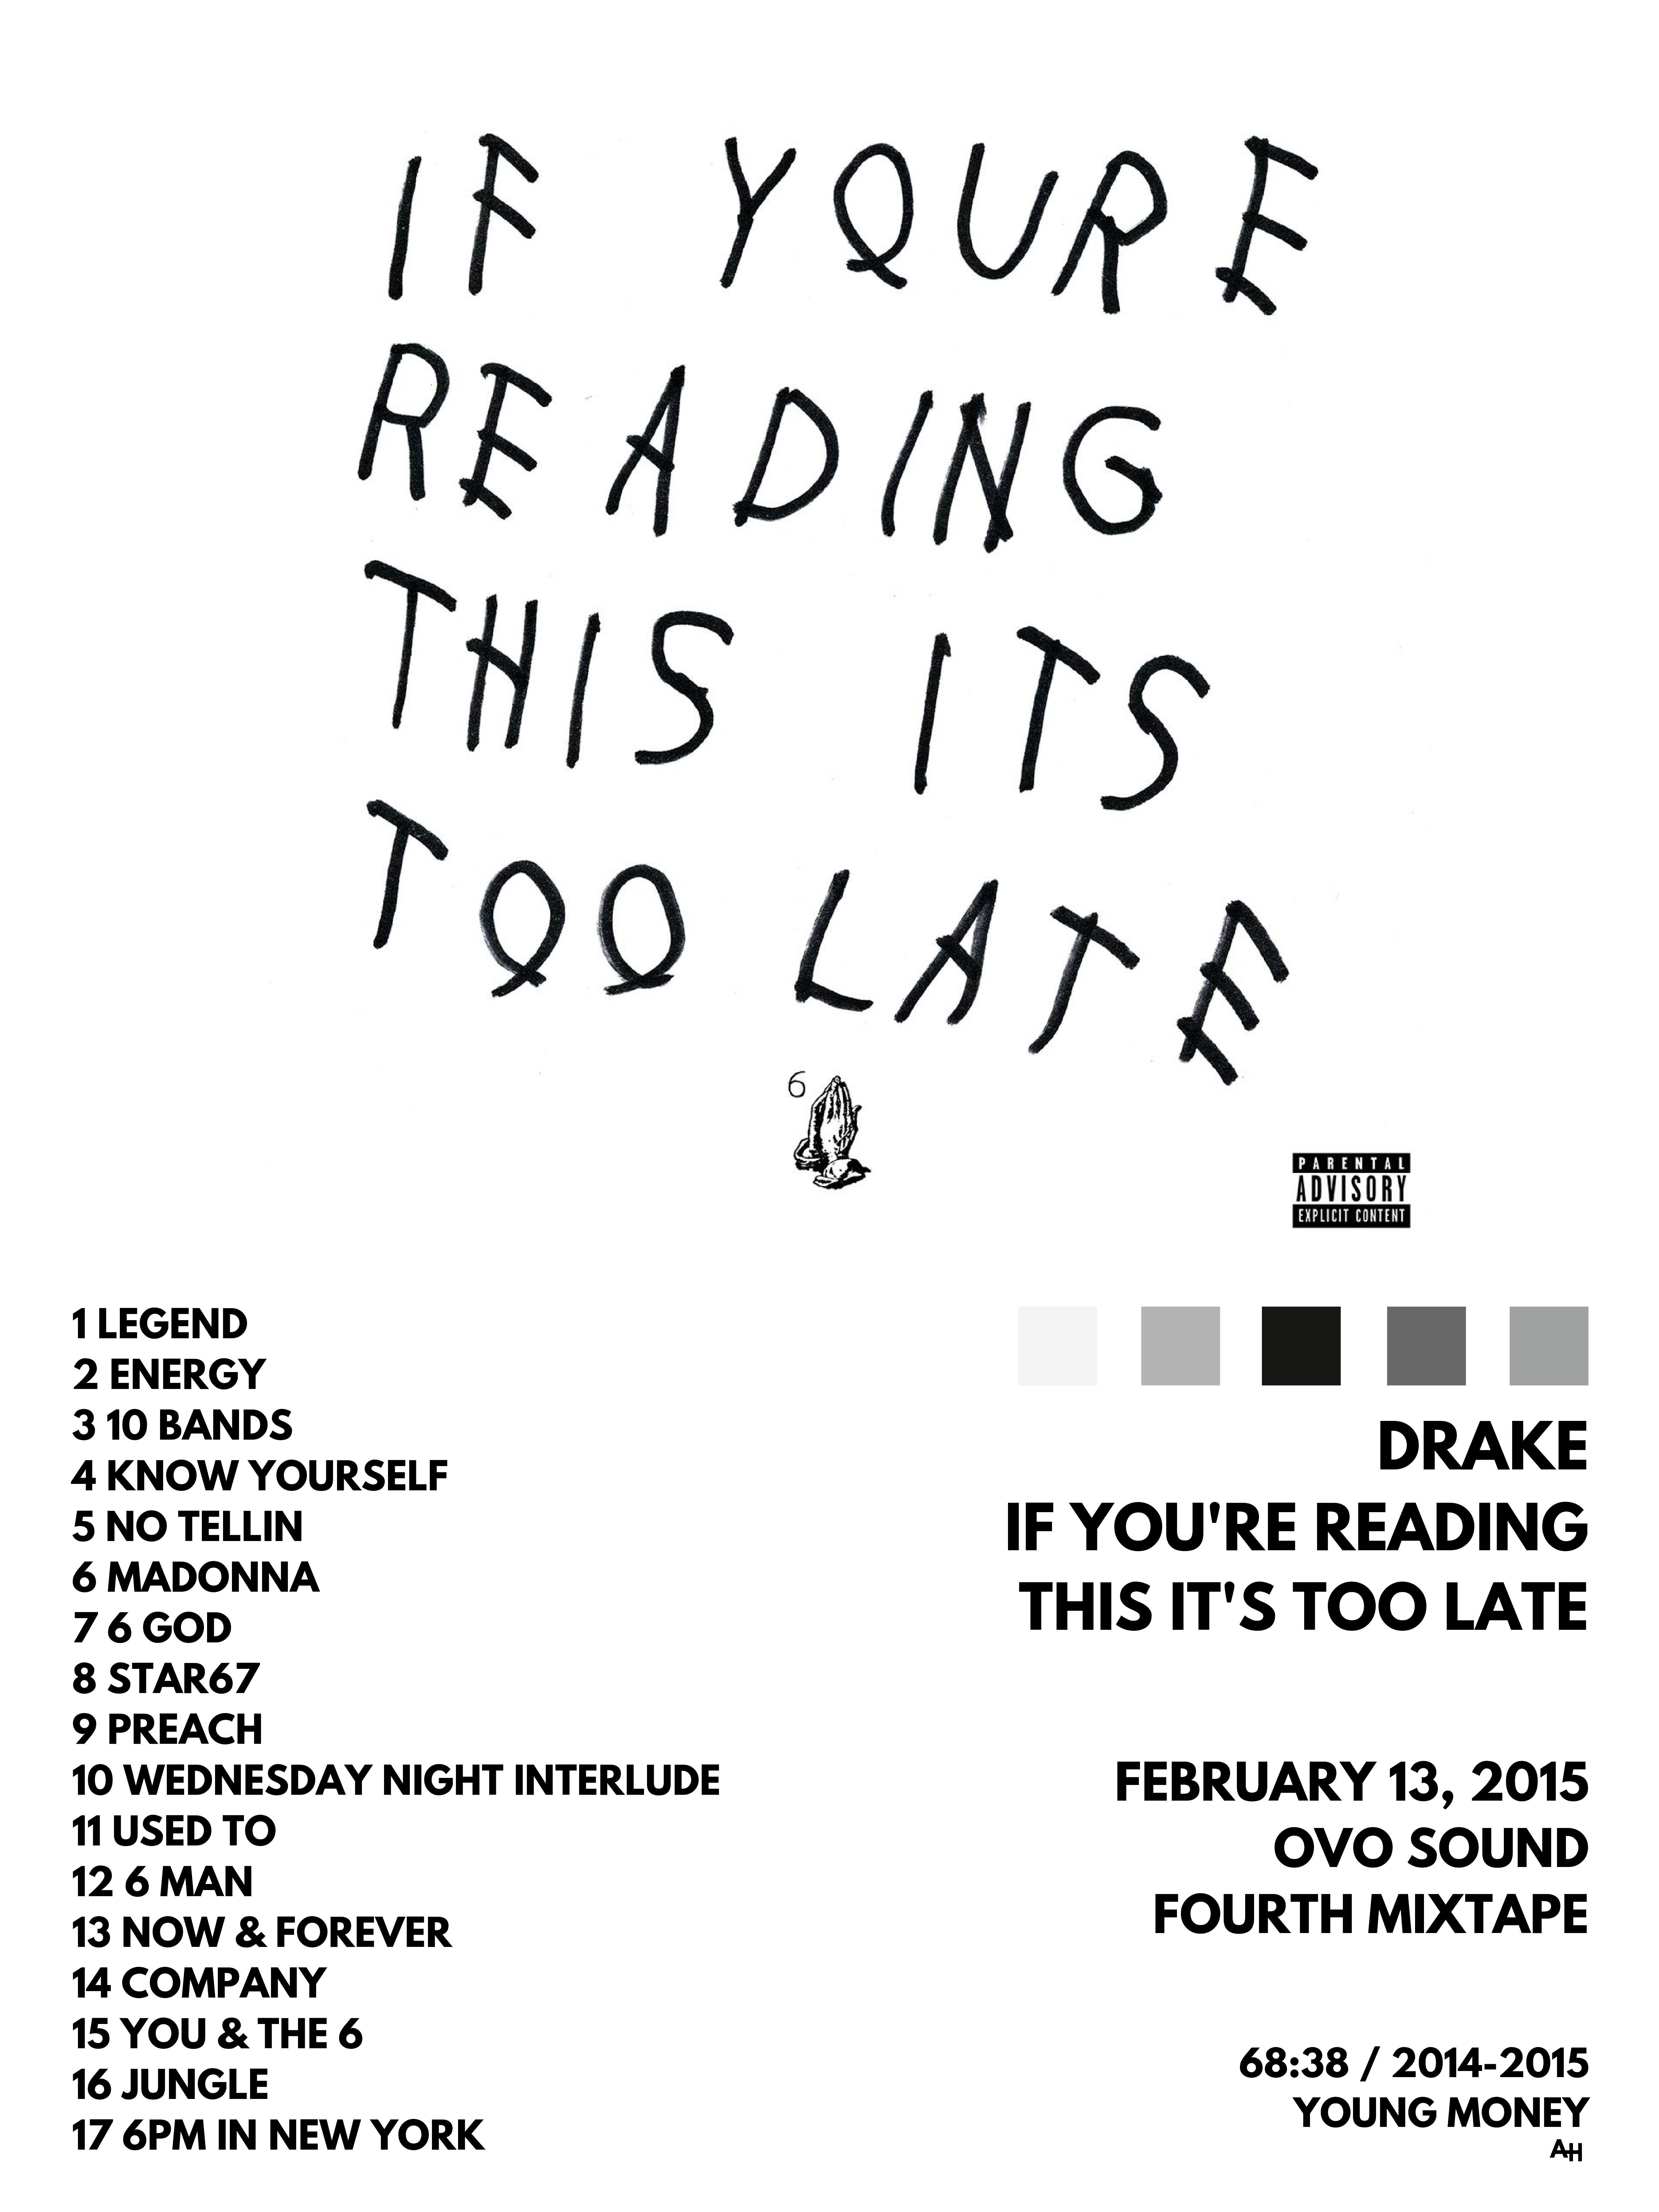 IF YOURE
READING
THIS ITS
TOO LATE
6
PARENTAL
ADVISORY
EXPLICIT CONTENT
1 LEGEND
2 ENERGY
3 10 BANDS
4 KNOW YOURSELF
5 NO TELLIN
6 MADONNA
7 6 GOD
8 STAR67
9 PREACH
10 WEDNESDAY NIGHT INTERLUDE
11 USED TO
12 6 MAN
13 NOW & FOREVER
14 COMPANY
15 YOU & THE 6
16 JUNGLE
17 6PM IN NEW YORK
DRAKE
IF YOU'RE READING
THIS IT'S TOO LATE
FEBRUARY 13, 2015
OVO SOUND
FOURTH MIXTAPE
68:38 / 2014-2015
YOUNG MONEY
AH